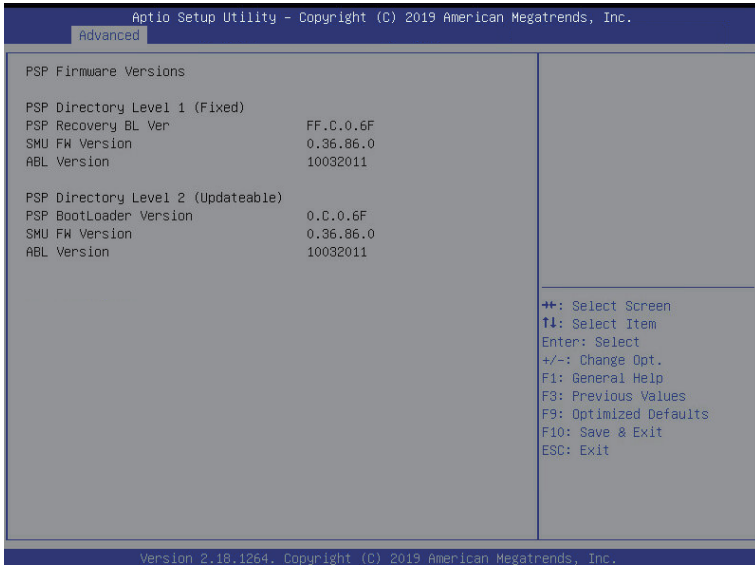 Aptio Setup Utility – Copyright (C) 2019 American Megatrends, Inc.
Advanced
PSP Firmware Versions
PSP Directory Level 1 (Fixed)
PSP Recovery BL Ver FF.C.0.6F
SMU FW Version 0.36.86.0
ABL Version 10032011
PSP Directory Level 2 (Updateable)
PSP BootLoader Version 0.C.0.6F
SMU FW Version 0.36.86.0
ABL Version 10032011
→←: Select Screen
↑↓: Select Item
Enter: Select
+/-: Change Opt.
F1: General Help
F3: Previous Values
F9: Optimized Defaults
F10: Save & Exit
ESC: Exit
Version 2.18.1264. Copyright (C) 2019 American Megatrends, Inc.